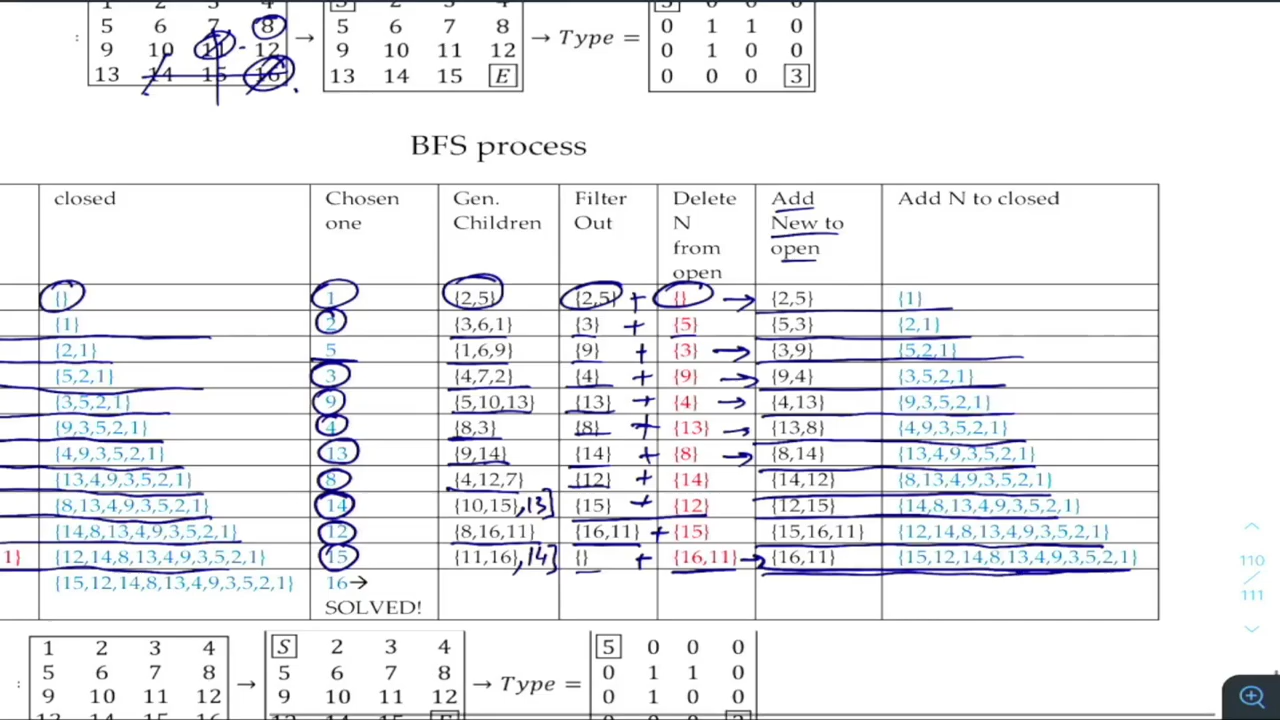 5 6 7 8 5 6 7 8 0 1 1 0
: 9 10 11 - 12 → 9 10 11 12 → Type = 0 1 0 0
13 14 15 16 13 14 15 E 0 0 0 3
BFS process
closed Chosen one Gen. Children Filter Out Delete N from open Add New to open Add N to closed
{} 1 {2,5} {2,5} + {} → {2,5} {1}
{1} 2 {3,6,1} {3} + {5} {5,3} {2,1}
{2,1} 5 {1,6,9} {9} + {3} → {3,9} {5,2,1}
{5,2,1} 3 {4,7,2} {4} + {9} → {9,4} {3,5,2,1}
{3,5,2,1} 9 {5,10,13} {13} + {4} → {4,13} {9,3,5,2,1}
{9,3,5,2,1} 4 {8,3} {8} + {13} → {13,8} {4,9,3,5,2,1}
{4,9,3,5,2,1} 13 {9,14} {14} + {8} → {8,14} {13,4,9,3,5,2,1}
{13,4,9,3,5,2,1} 8 {4,12,7} {12} + {14} {14,12} {8,13,4,9,3,5,2,1}
{8,13,4,9,3,5,2,1} 14 {10,15} ,13] {15} + {12} {12,15} {14,8,13,4,9,3,5,2,1}
{14,8,13,4,9,3,5,2,1} 12 {8,16,11} {16,11} + {15} {15,16,11} {12,14,8,13,4,9,3,5,2,1}
1} {12,14,8,13,4,9,3,5,2,1} 15 {11,16} ,14] {} + {16,11} → {16,11} {15,12,14,8,13,4,9,3,5,2,1}
{15,12,14,8,13,4,9,3,5,2,1} 16→
SOLVED!
1 2 3 4 S 2 3 4 5 0 0 0
: 5 6 7 8 → 5 6 7 8 → Type = 0 1 1 0
9 10 11 12 9 10 11 12 0 1 0 0
110
/
111